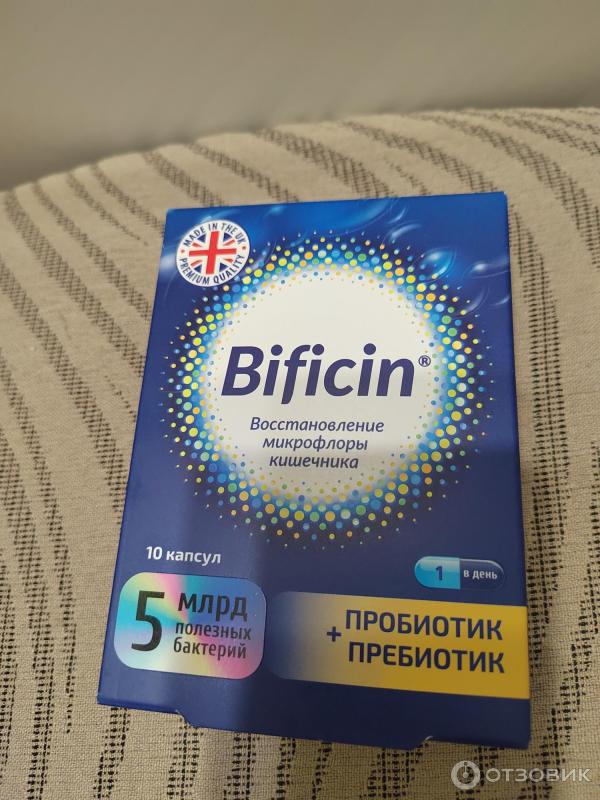 MADE IN THE UK
PREMIUM QUALITY
Bificin®
Восстановление
микрофлоры
кишечника
10 капсул
1 в день
5 млрд
полезных
бактерий
ПРОБИОТИК
+ ПРЕБИОТИК
ОТЗОВИК